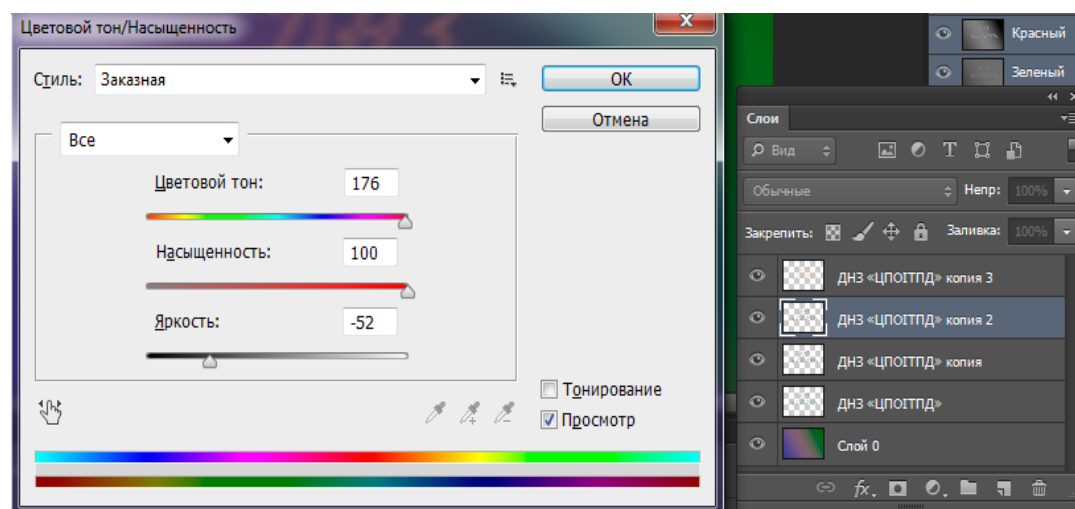 Цветовой тон/Насыщенность
Стиль: Заказная
ОК
Отмена
Все
Цветовой тон: 176
Насыщенность: 100
Яркость: -52
Тонирование
Просмотр
Красный
Зеленый
Слои
Вид
Обычные Непр: 100%
Закрепить: Заливка: 100%
ДНЗ «ЦПОІТПД» копия 3
ДНЗ «ЦПОІТПД» копия 2
ДНЗ «ЦПОІТПД» копия
ДНЗ «ЦПОІТПД»
Слой 0
fx